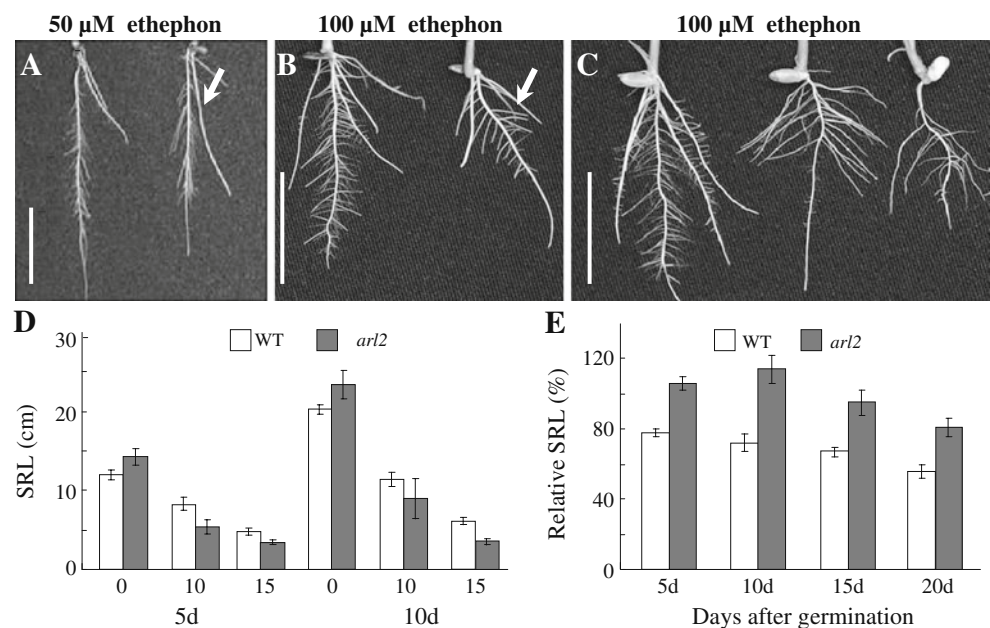 50 µM ethephon
100 µM ethephon
100 µM ethephon
A
B
C
D
30
20
10
0
SRL (cm)
WT
arl2
0
10
15
0
10
15
5d
10d
E
120
80
40
0
Relative SRL (%)
WT
arl2
5d
10d
15d
20d
Days after germination